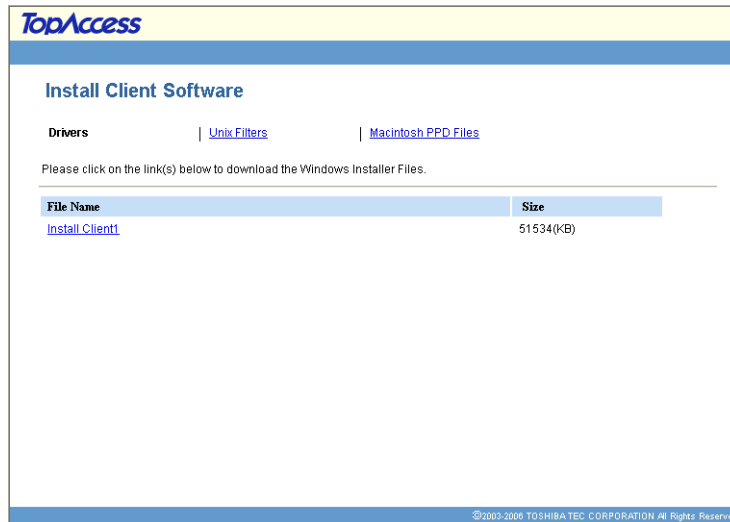 TopAccess
Install Client Software
Drivers | Unix Filters | Macintosh PPD Files
Please click on the link(s) below to download the Windows Installer Files.
File Name Size
Install Client1 51534(KB)
©2003-2006 TOSHIBA TEC CORPORATION All Rights Reserve